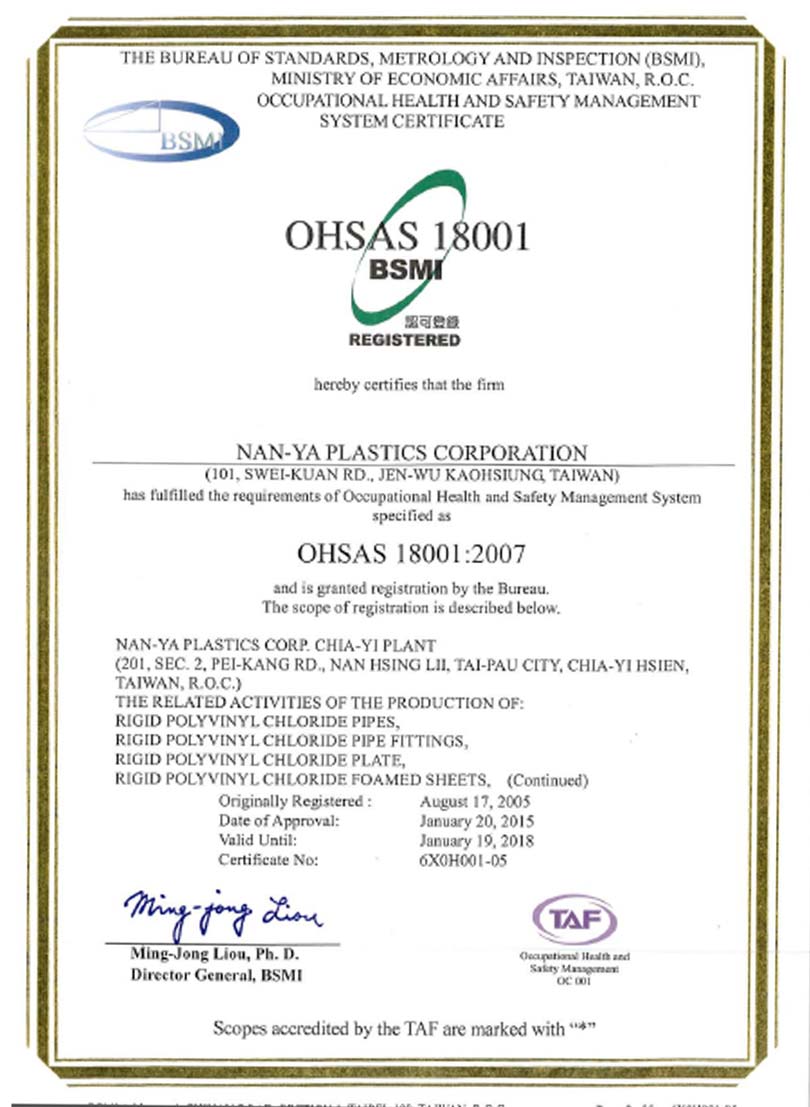 THE BUREAU OF STANDARDS, METROLOGY AND INSPECTION (BSMI),
MINISTRY OF ECONOMIC AFFAIRS, TAIWAN, R.O.C.
OCCUPATIONAL HEALTH AND SAFETY MANAGEMENT
SYSTEM CERTIFICATE
BSMI
OHSAS 18001
BSMI
認可登錄
REGISTERED
hereby certifies that the firm
NAN-YA PLASTICS CORPORATION
(101, SWEI-KUAN RD., JEN-WU KAOHSIUNG, TAIWAN)
has fulfilled the requirements of Occupational Health and Safety Management System
specified as
OHSAS 18001:2007
and is granted registration by the Bureau.
The scope of registration is described below.
NAN-YA PLASTICS CORP. CHIA-YI PLANT
(201, SEC. 2, PEI-KANG RD., NAN HSING LII, TAI-PAU CITY, CHIA-YI HSIEN,
TAIWAN, R.O.C.)
THE RELATED ACTIVITIES OF THE PRODUCTION OF:
RIGID POLYVINYL CHLORIDE PIPES,
RIGID POLYVINYL CHLORIDE PIPE FITTINGS,
RIGID POLYVINYL CHLORIDE PLATE,
RIGID POLYVINYL CHLORIDE FOAMED SHEETS, (Continued)
Originally Registered : August 17, 2005
Date of Approval: January 20, 2015
Valid Until: January 19, 2018
Certificate No: 6X0H001-05
Ming-jong Liou
Ming-Jong Liou, Ph. D.
Director General, BSMI
TAF
Occupational Health and
Safety Management
OC 001
Scopes accredited by the TAF are marked with “*”